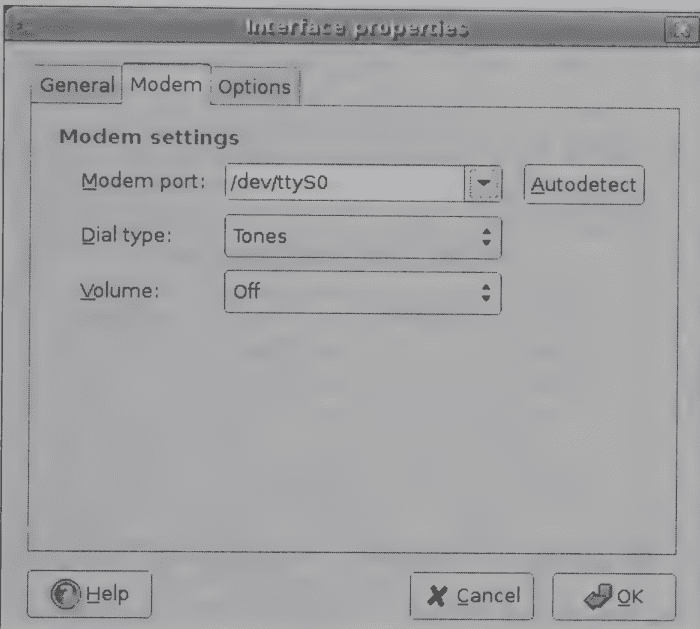 Interface properties
General Modem Options
Modem settings
Modem port: /dev/ttyS0 Autodetect
Dial type: Tones
Volume: Off
Help Cancel OK